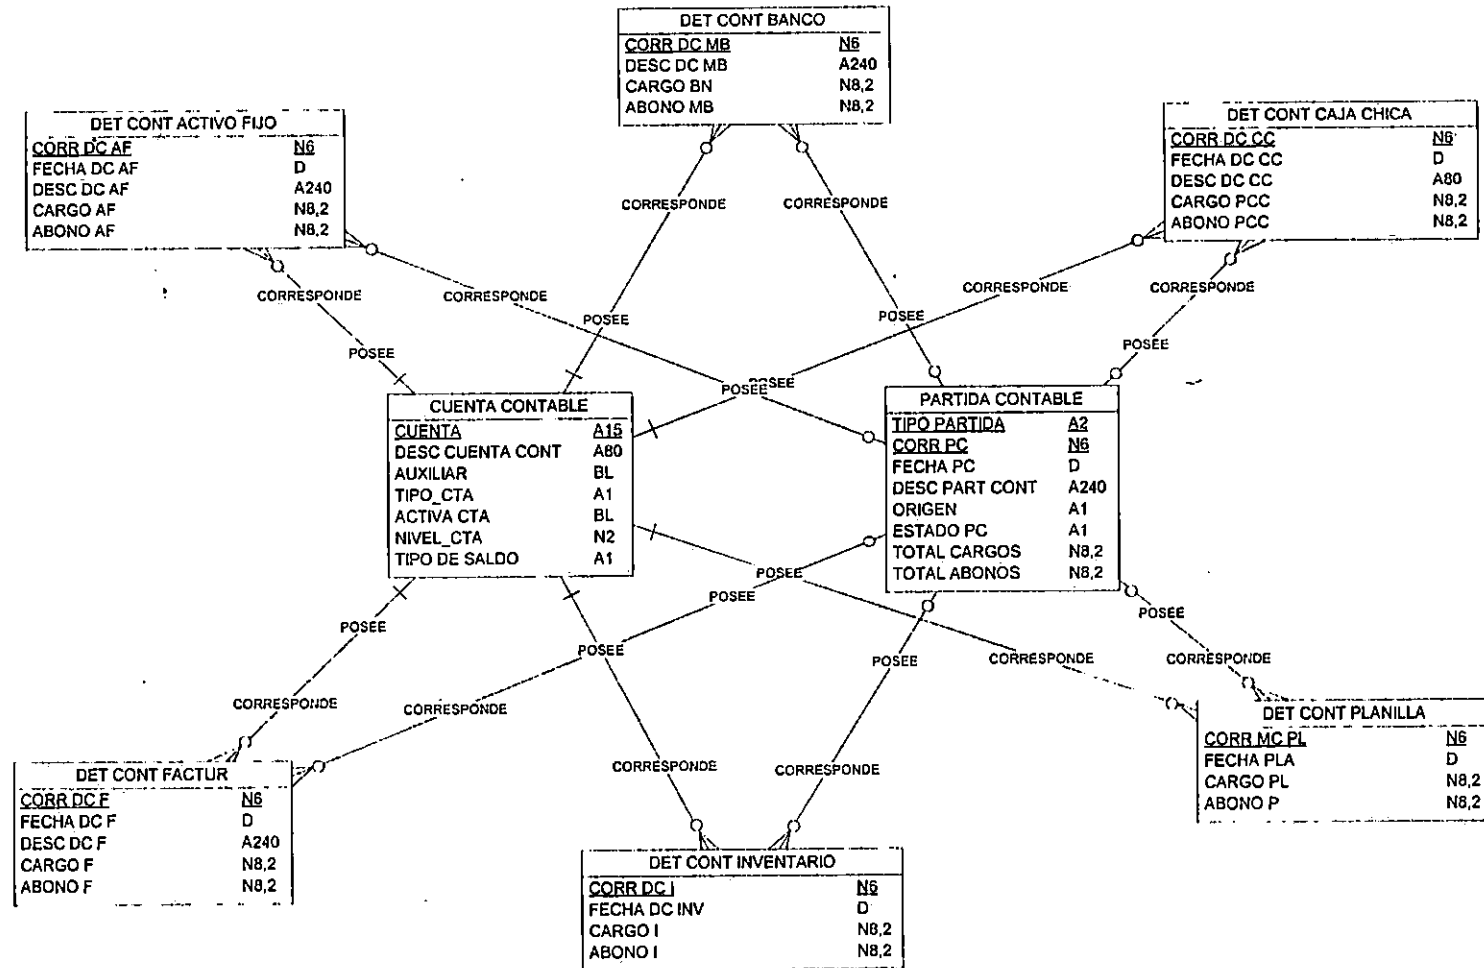 DET CONT BANCO
CORR DC MB N6
DESC DC MB A240
CARGO BN N8,2
ABONO MB N8,2
DET CONT ACTIVO FIJO
CORR DC AF N6
FECHA DC AF D
DESC DC AF A240
CARGO AF N8,2
ABONO AF N8,2
DET CONT CAJA CHICA
CORR DC CC N6
FECHA DC CC D
DESC DC CC A80
CARGO PCC N8,2
ABONO PCC N8,2
CORRESPONDE
CORRESPONDE
CORRESPONDE
CORRESPONDE
CORRESPONDE
CORRESPONDE
POSEE
POSEE
POSEE
POSEE
POSEE
POSEE
CUENTA CONTABLE
CUENTA A15
DESC CUENTA CONT A80
AUXILIAR BL
TIPO_CTA A1
ACTIVA CTA BL
NIVEL_CTA N2
TIPO DE SALDO A1
PARTIDA CONTABLE
TIPO PARTIDA A2
CORR PC N6
FECHA PC D
DESC PART CONT A240
ORIGEN A1
ESTADO PC A1
TOTAL CARGOS N8,2
TOTAL ABONOS N8,2
POSEE
POSEE
POSEE
POSEE
POSEE
POSEE
CORRESPONDE
CORRESPONDE
CORRESPONDE
CORRESPONDE
CORRESPONDE
CORRESPONDE
DET CONT PLANILLA
CORR MC PL N6
FECHA PLA D
CARGO PL N8,2
ABONO P N8,2
DET CONT FACTUR
CORR DC F N6
FECHA DC F D
DESC DC F A240
CARGO F N8,2
ABONO F N8,2
DET CONT INVENTARIO
CORR DC I N6
FECHA DC INV D
CARGO I N8,2
ABONO I N8,2